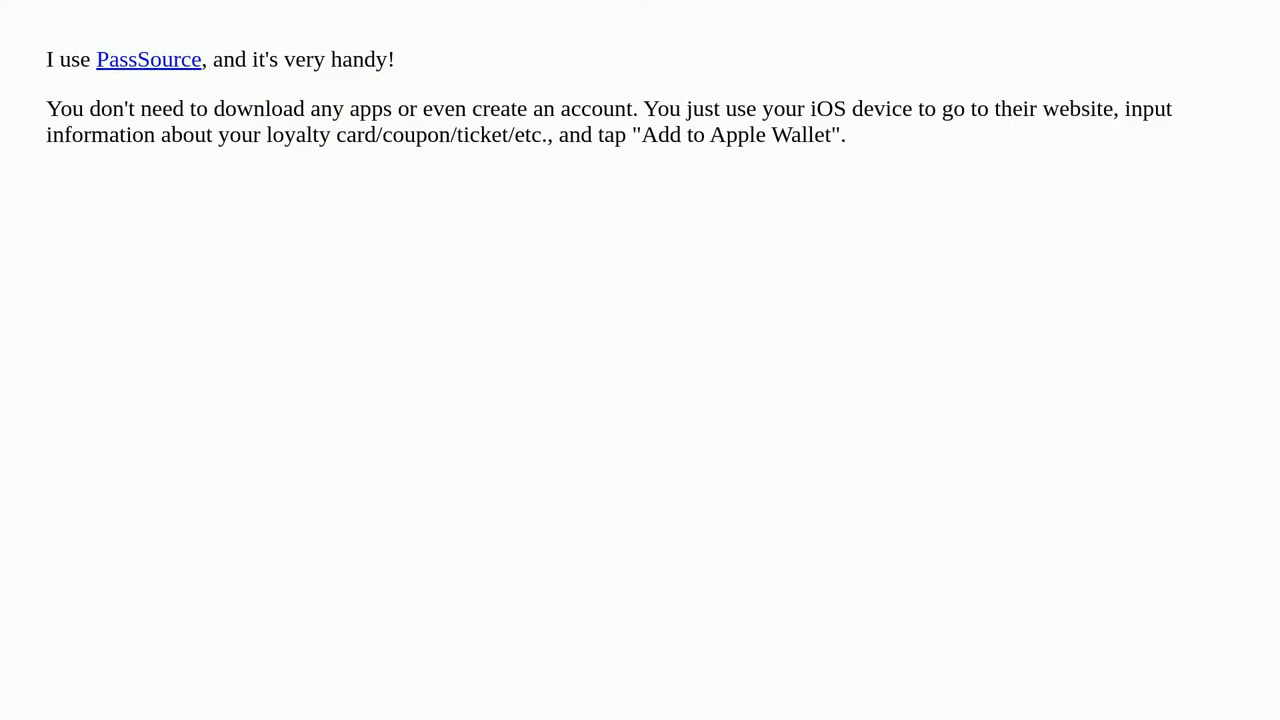 I use PassSource, and it's very handy!
You don't need to download any apps or even create an account. You just use your iOS device to go to their website, input
information about your loyalty card/coupon/ticket/etc., and tap "Add to Apple Wallet".